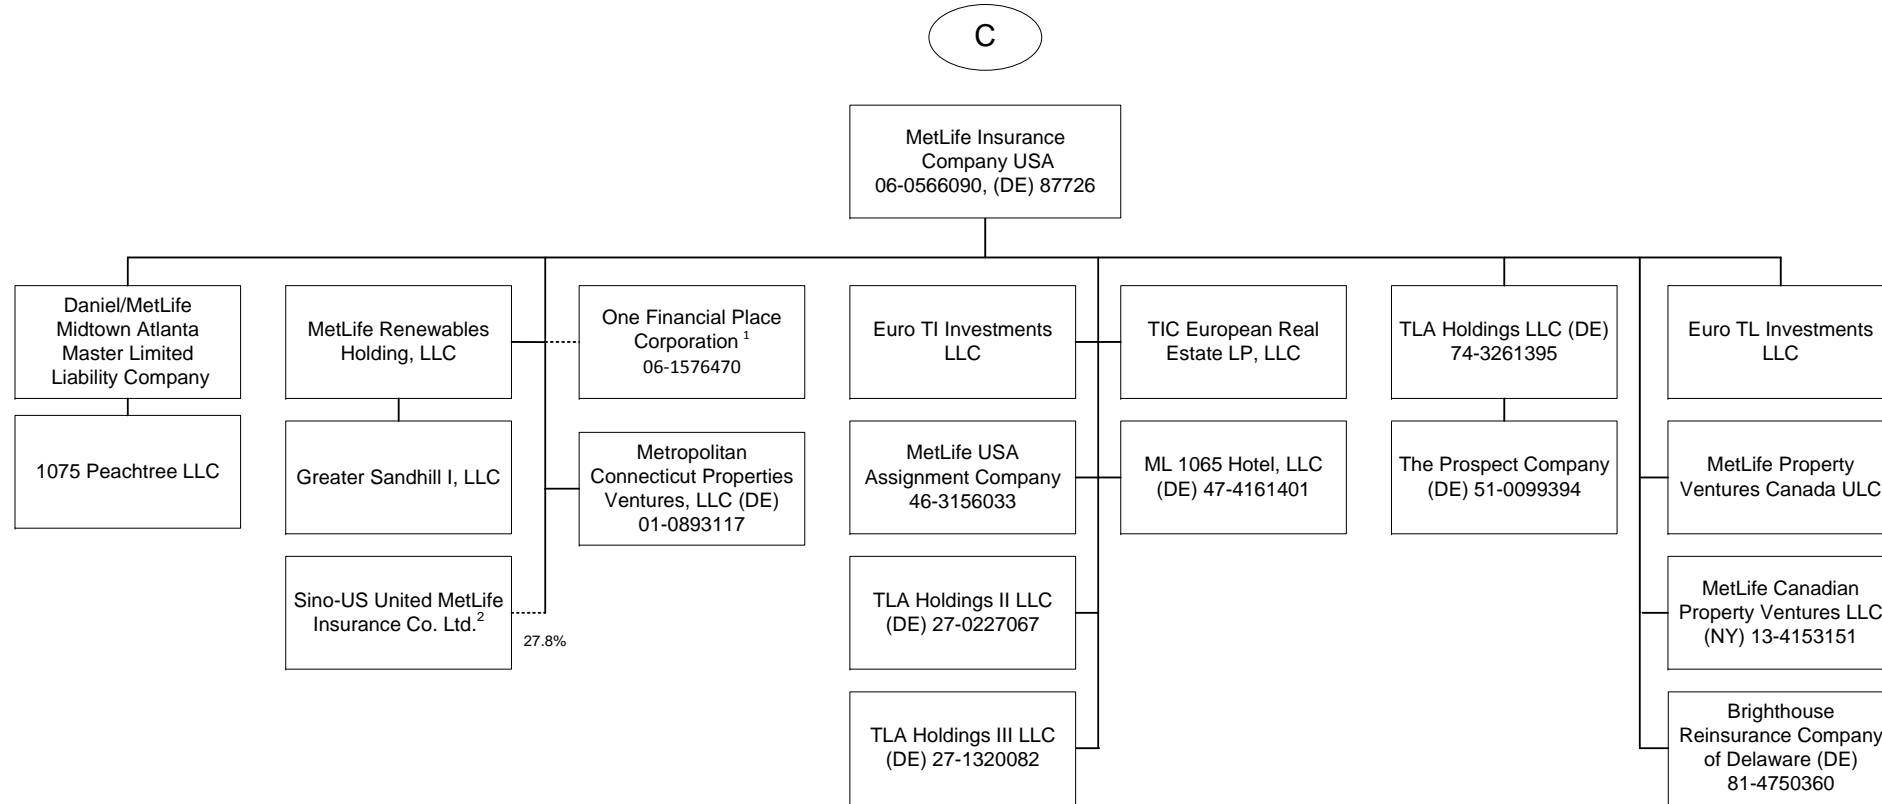 C
MetLife Insurance
Company USA
06-0566090, (DE) 87726
Daniel/MetLife
Midtown Atlanta
Master Limited
Liability Company
MetLife Renewables
Holding, LLC
One Financial Place
Corporation 1
06-1576470
Euro TI Investments
LLC
TIC European Real
Estate LP, LLC
TLA Holdings LLC (DE)
74-3261395
Euro TL Investments
LLC
1075 Peachtree LLC
Greater Sandhill I, LLC
Metropolitan
Connecticut Properties
Ventures, LLC (DE)
01-0893117
MetLife USA
Assignment Company
46-3156033
ML 1065 Hotel, LLC
(DE) 47-4161401
The Prospect Company
(DE) 51-0099394
MetLife Property
Ventures Canada ULC
Sino-US United MetLife
Insurance Co. Ltd.2
27.8%
TLA Holdings II LLC
(DE) 27-0227067
MetLife Canadian
Property Ventures LLC
(NY) 13-4153151
TLA Holdings III LLC
(DE) 27-1320082
Brighthouse
Reinsurance Company
of Delaware (DE)
81-4750360